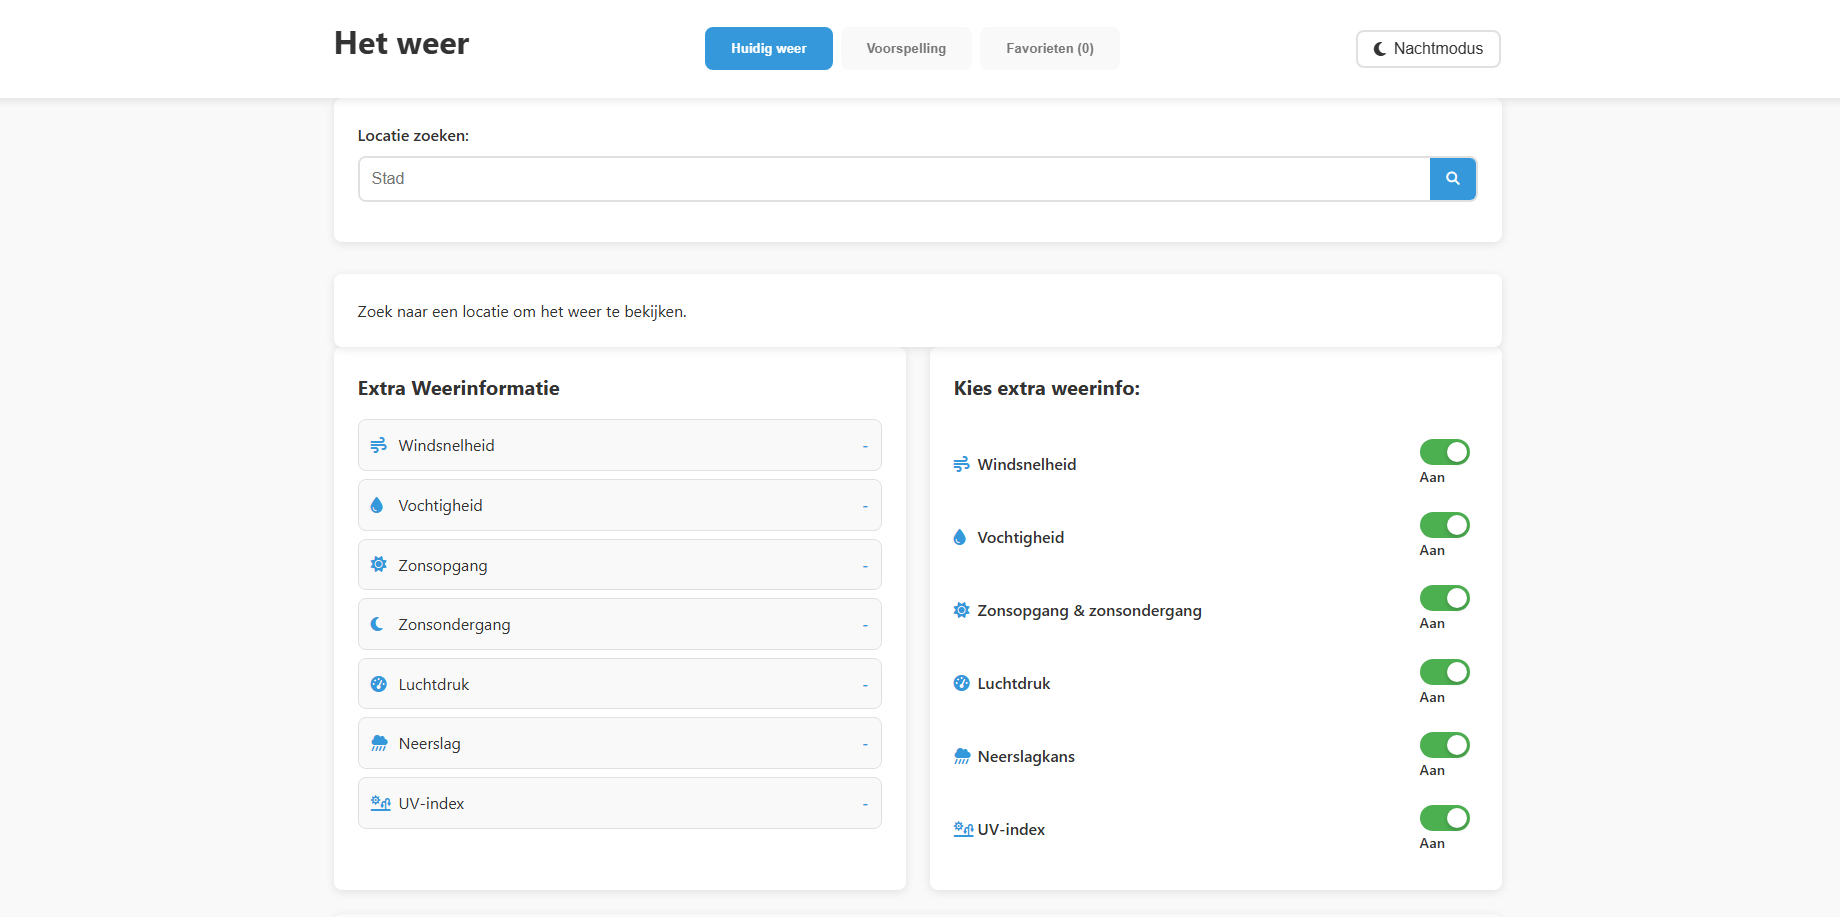 Het weer
Huidig weer
Voorspelling
Favorieten (0)
Nachtmodus
Locatie zoeken:
Stad
Zoek naar een locatie om het weer te bekijken.
Extra Weerinformatie
Windsnelheid -
Vochtigheid -
Zonsopgang -
Zonsondergang -
Luchtdruk -
Neerslag -
UV-index -
Kies extra weerinfo:
Windsnelheid
Aan
Vochtigheid
Aan
Zonsopgang & zonsondergang
Aan
Luchtdruk
Aan
Neerslagkans
Aan
UV-index
Aan